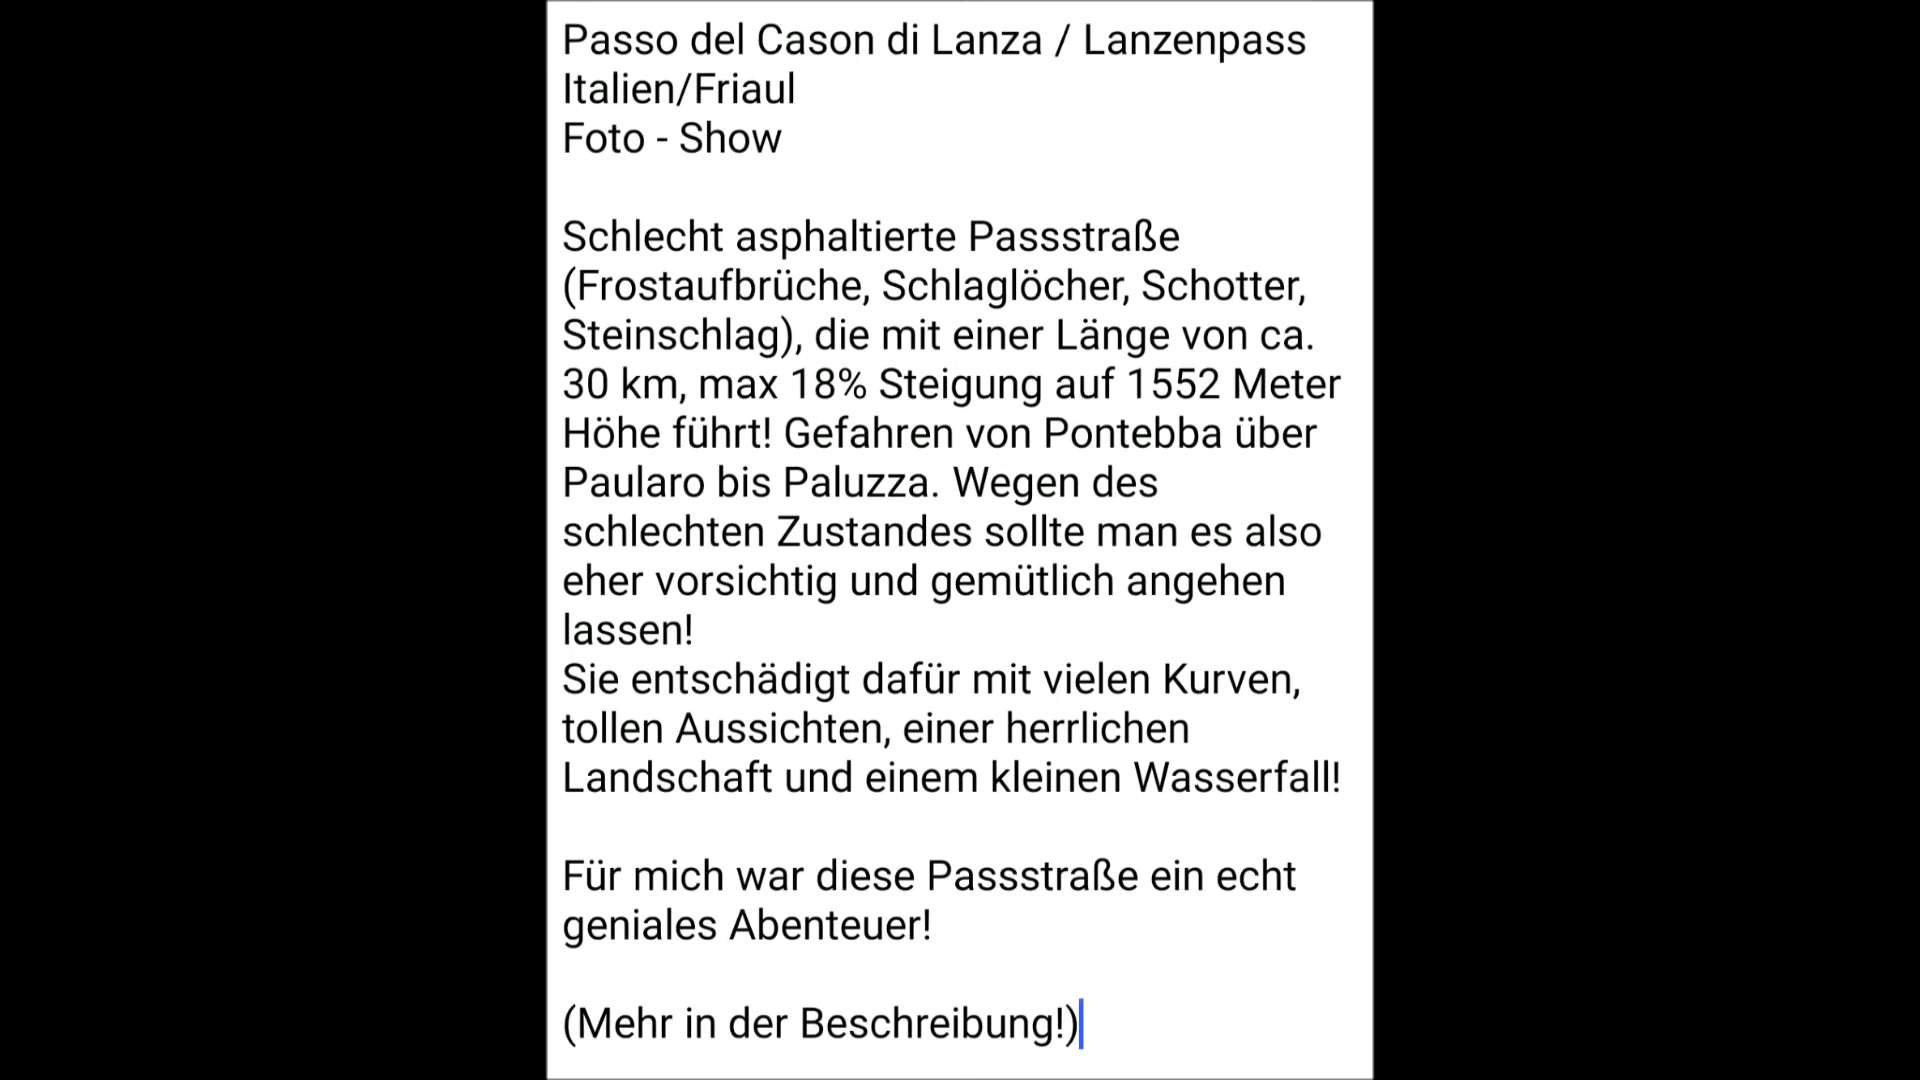 Passo del Cason di Lanza / Lanzenpass
Italien/Friaul
Foto - Show
Schlecht asphaltierte Passstraße
(Frostaufbrüche, Schlaglöcher, Schotter,
Steinschlag), die mit einer Länge von ca.
30 km, max 18% Steigung auf 1552 Meter
Höhe führt! Gefahren von Pontebba über
Paularo bis Paluzza. Wegen des
schlechten Zustandes sollte man es also
eher vorsichtig und gemütlich angehen
lassen!
Sie entschädigt dafür mit vielen Kurven,
tollen Aussichten, einer herrlichen
Landschaft und einem kleinen Wasserfall!
Für mich war diese Passstraße ein echt
geniales Abenteuer!
(Mehr in der Beschreibung!)